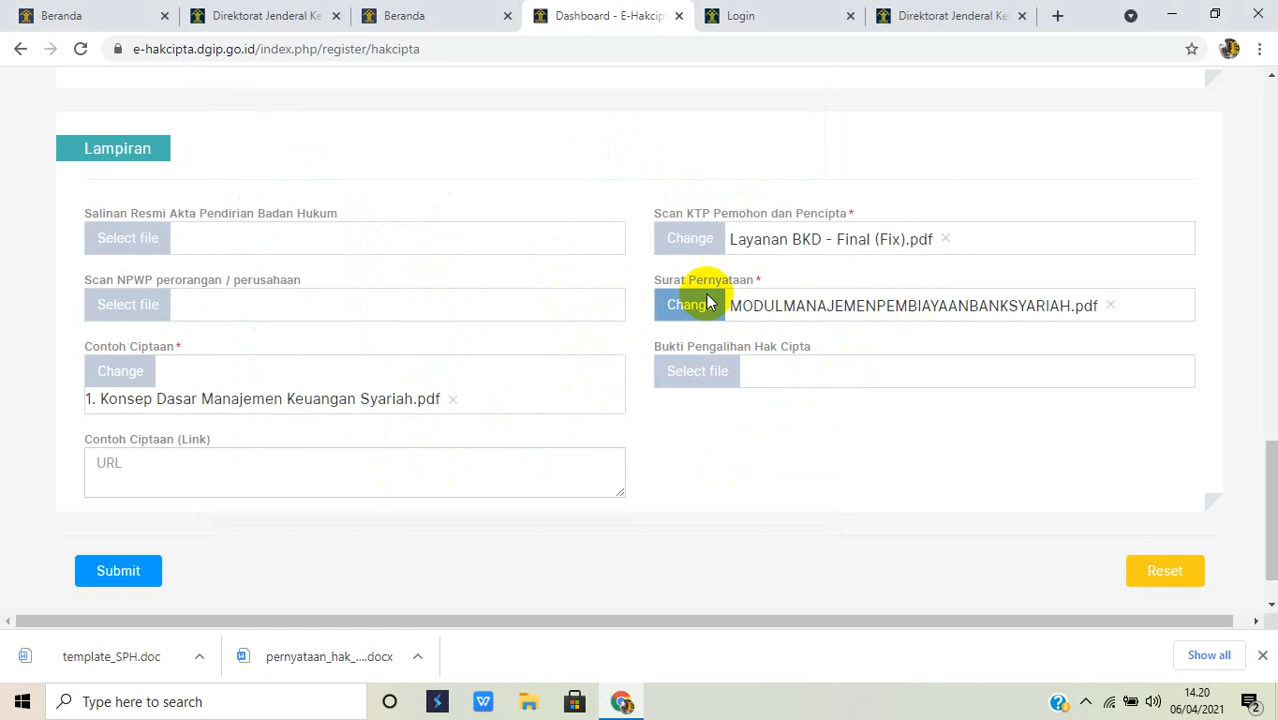 Beranda
Direktorat Jenderal Ke
Beranda
Dashboard - E-Hakcip
Login
Direktorat Jenderal Ke
e-hakcipta.dgip.go.id/index.php/register/hakcipta
Lampiran
Salinan Resmi Akta Pendirian Badan Hukum
Scan KTP Pemohon dan Pencipta*
Select file
Change Layanan BKD - Final (Fix).pdf
Scan NPWP perorangan / perusahaan
Surat Pernyataan*
Select file
Change MODULMANAJEMENPEMBIAYAANBANKSYARIAH.pdf
Contoh Ciptaan*
Bukti Pengalihan Hak Cipta
Change
Select file
1. Konsep Dasar Manajemen Keuangan Syariah.pdf
Contoh Ciptaan (Link)
URL
Submit
Reset
template_SPH.doc
pernyataan_hak_....docx
Show all
Type here to search
14.20
06/04/2021
2